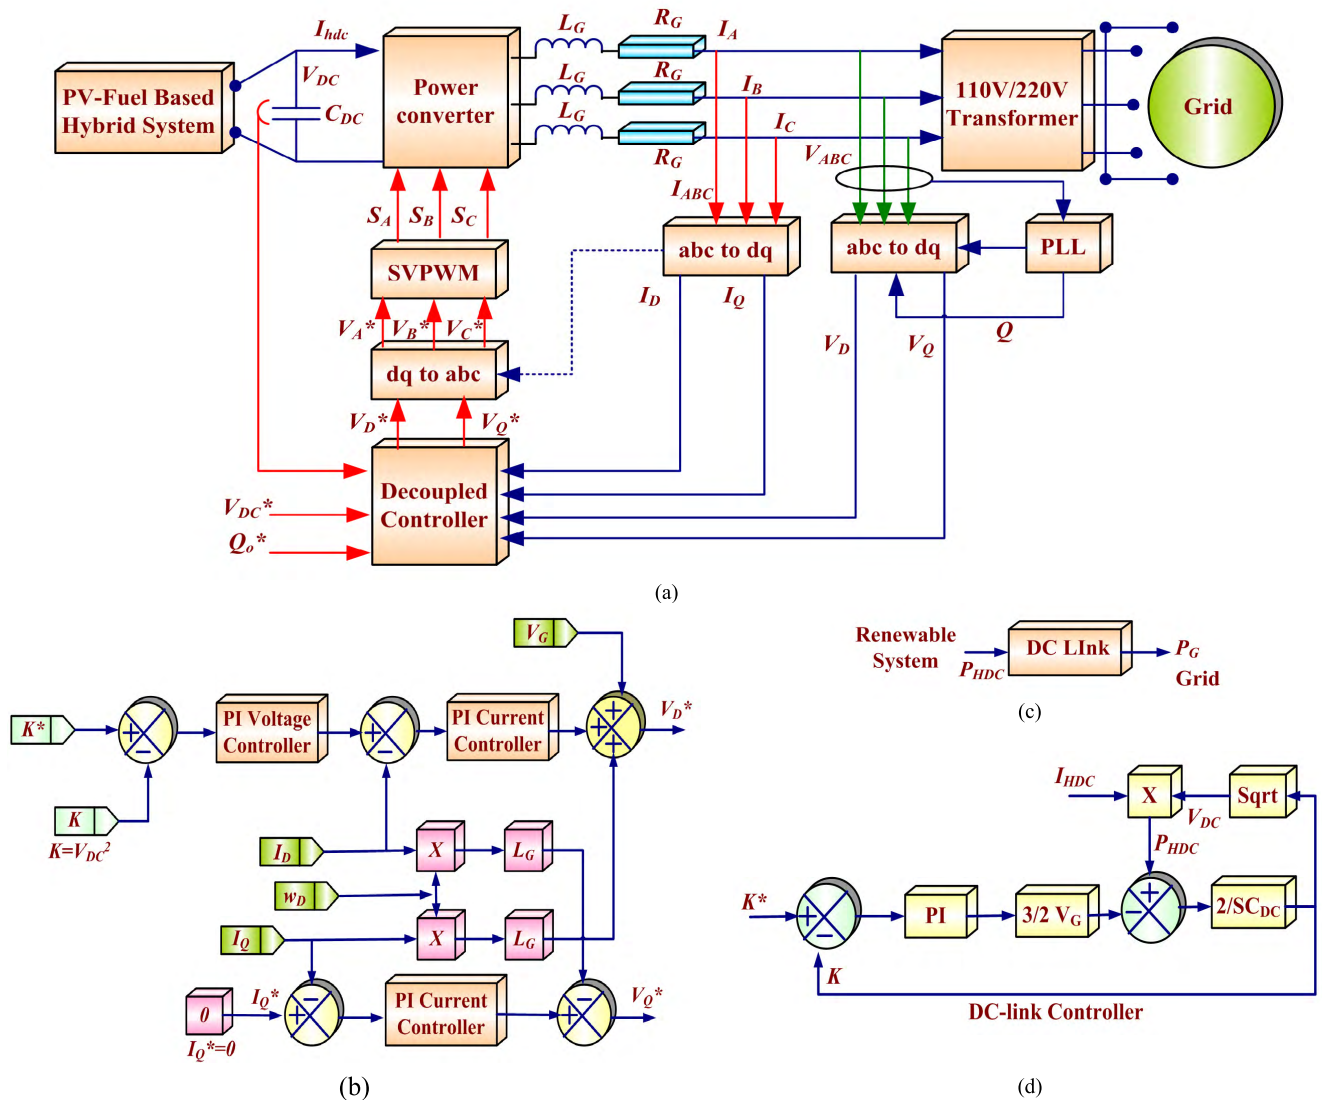 I_hdc
L_G
R_G
I_A
V_DC
PV-Fuel Based
Hybrid System
C_DC
Power
converter
L_G
R_G
I_B
110V/220V
Transformer
Grid
L_G
I_C
R_G
V_ABC
I_ABC
S_A S_B S_C
abc to dq
abc to dq
PLL
SVPWM
I_D I_Q
V_A* V_B* V_C*
Q
V_D V_Q
dq to abc
V_D* V_Q*
Decoupled
Controller
V_DC*
Q_o*
(a)
V_G
K*
+
−
PI Voltage
Controller
+
−
PI Current
Controller
+
+
+
V_D*
K
K=V_DC²
I_D
X
L_G
w_D
I_Q
X
L_G
0
I_Q*
I_Q*=0
−
+
PI Current
Controller
−
+
V_Q*
(b)
Renewable
System
P_HDC
DC LInk
P_G
Grid
(c)
I_HDC
X
V_DC
Sqrt
P_HDC
K*
+
−
PI
3/2 V_G
+
−
2/SC_DC
K
DC-link Controller
(d)